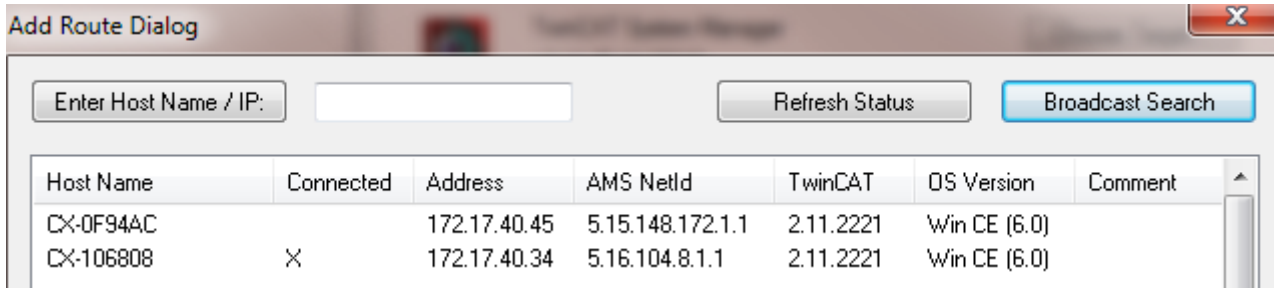 Add Route Dialog
Enter Host Name / IP: Refresh Status Broadcast Search
Host Name Connected Address AMS NetId TwinCAT OS Version Comment
CX-0F94AC 172.17.40.45 5.15.148.172.1.1 2.11.2221 Win CE (6.0)
CX-106808 X 172.17.40.34 5.16.104.8.1.1 2.11.2221 Win CE (6.0)